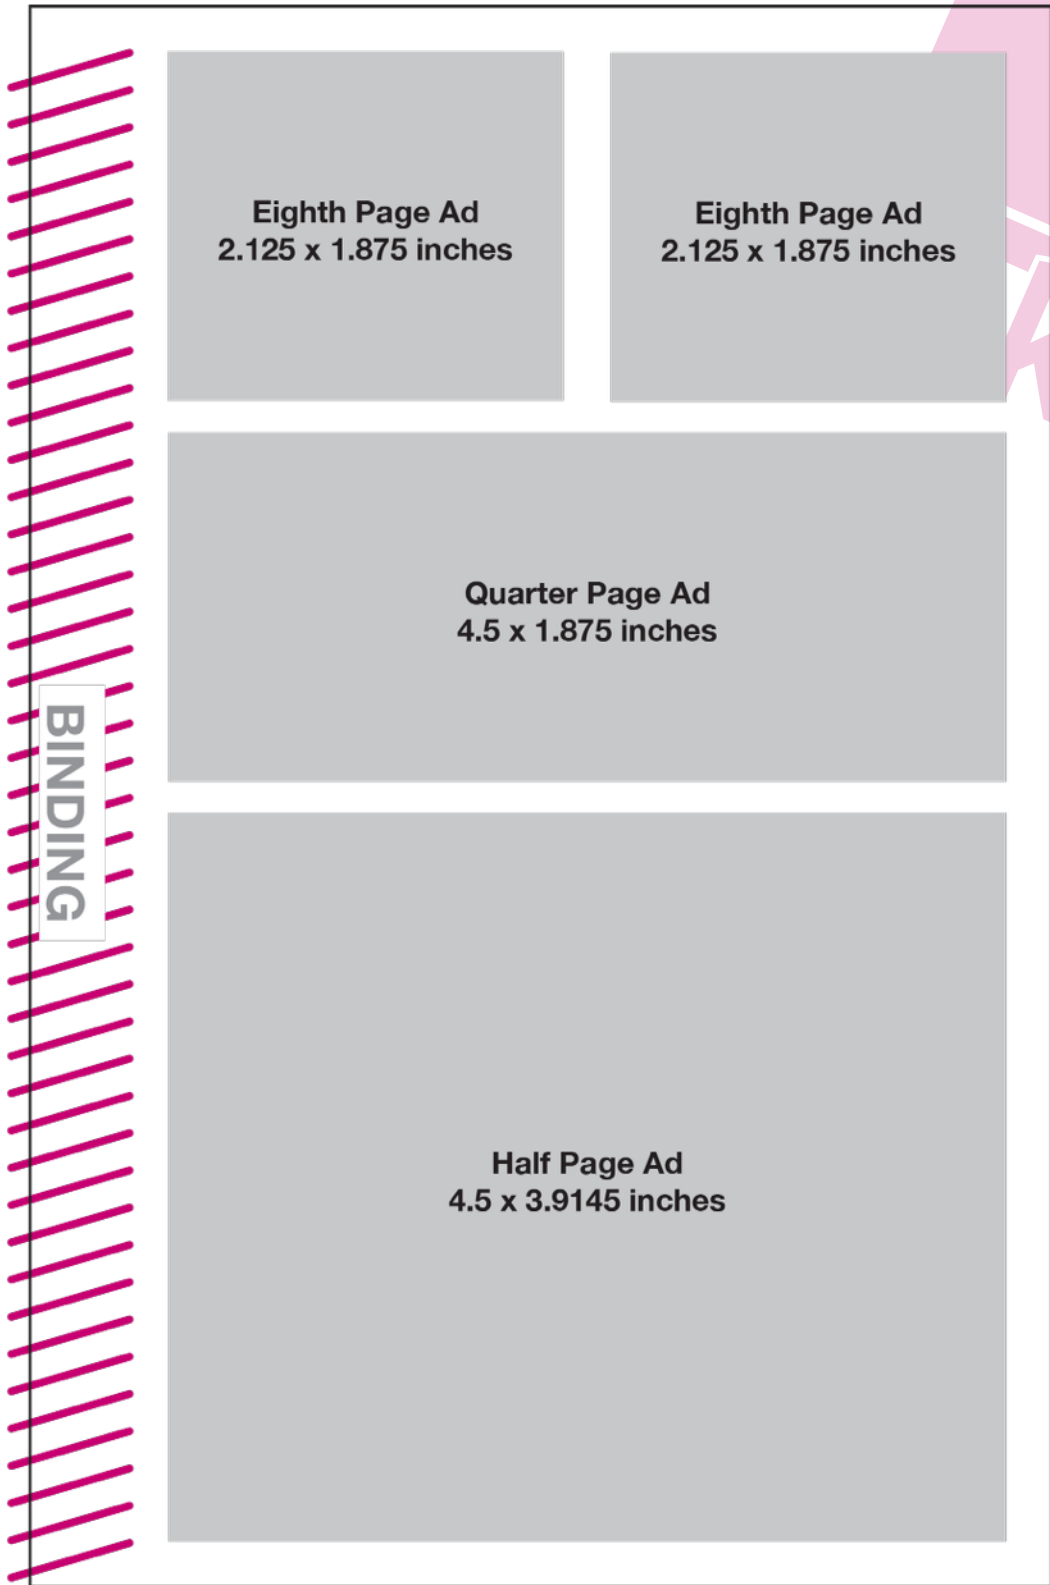 Eighth Page Ad
2.125 x 1.875 inches
Eighth Page Ad
2.125 x 1.875 inches
Quarter Page Ad
4.5 x 1.875 inches
BINDING
Half Page Ad
4.5 x 3.9145 inches